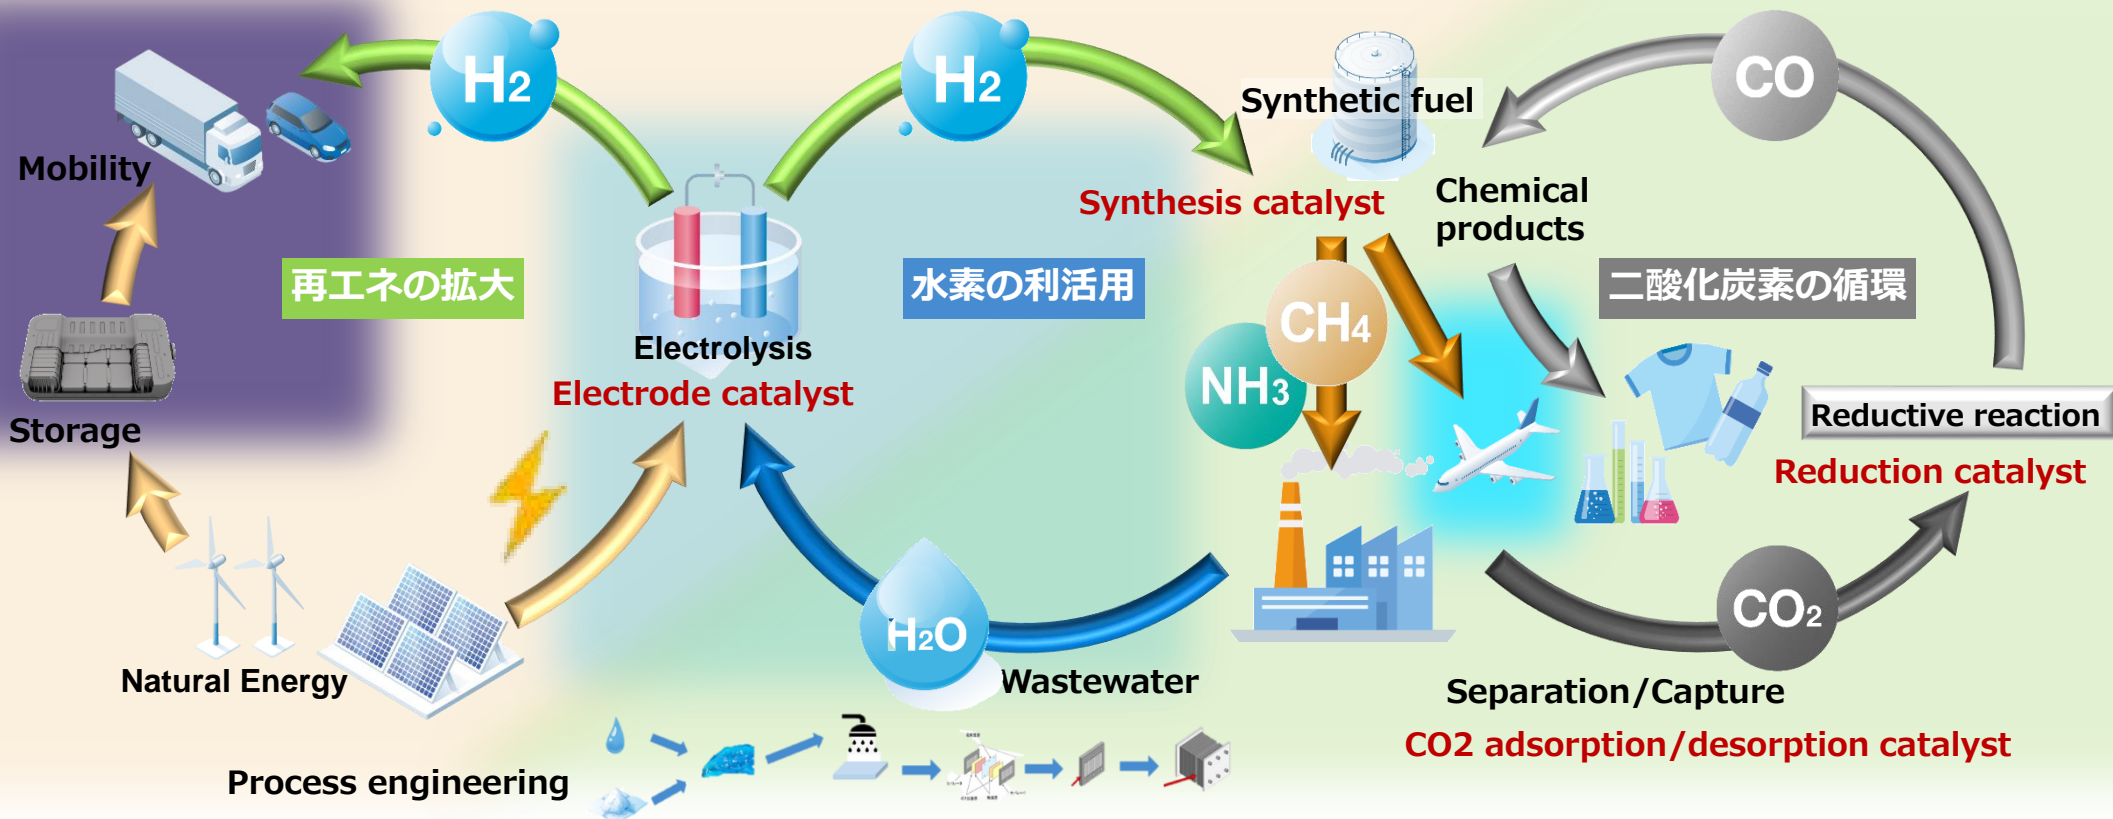 H2
H2
CO
Synthetic fuel
Mobility
Synthesis catalyst
Chemical
products
再エネの拡大
水素の利活用
二酸化炭素の循環
CH4
NH3
Electrolysis
Electrode catalyst
Storage
Reductive reaction
Reduction catalyst
CO2
H2O
Natural Energy
Wastewater
Separation/Capture
CO2 adsorption/desorption catalyst
Process engineering